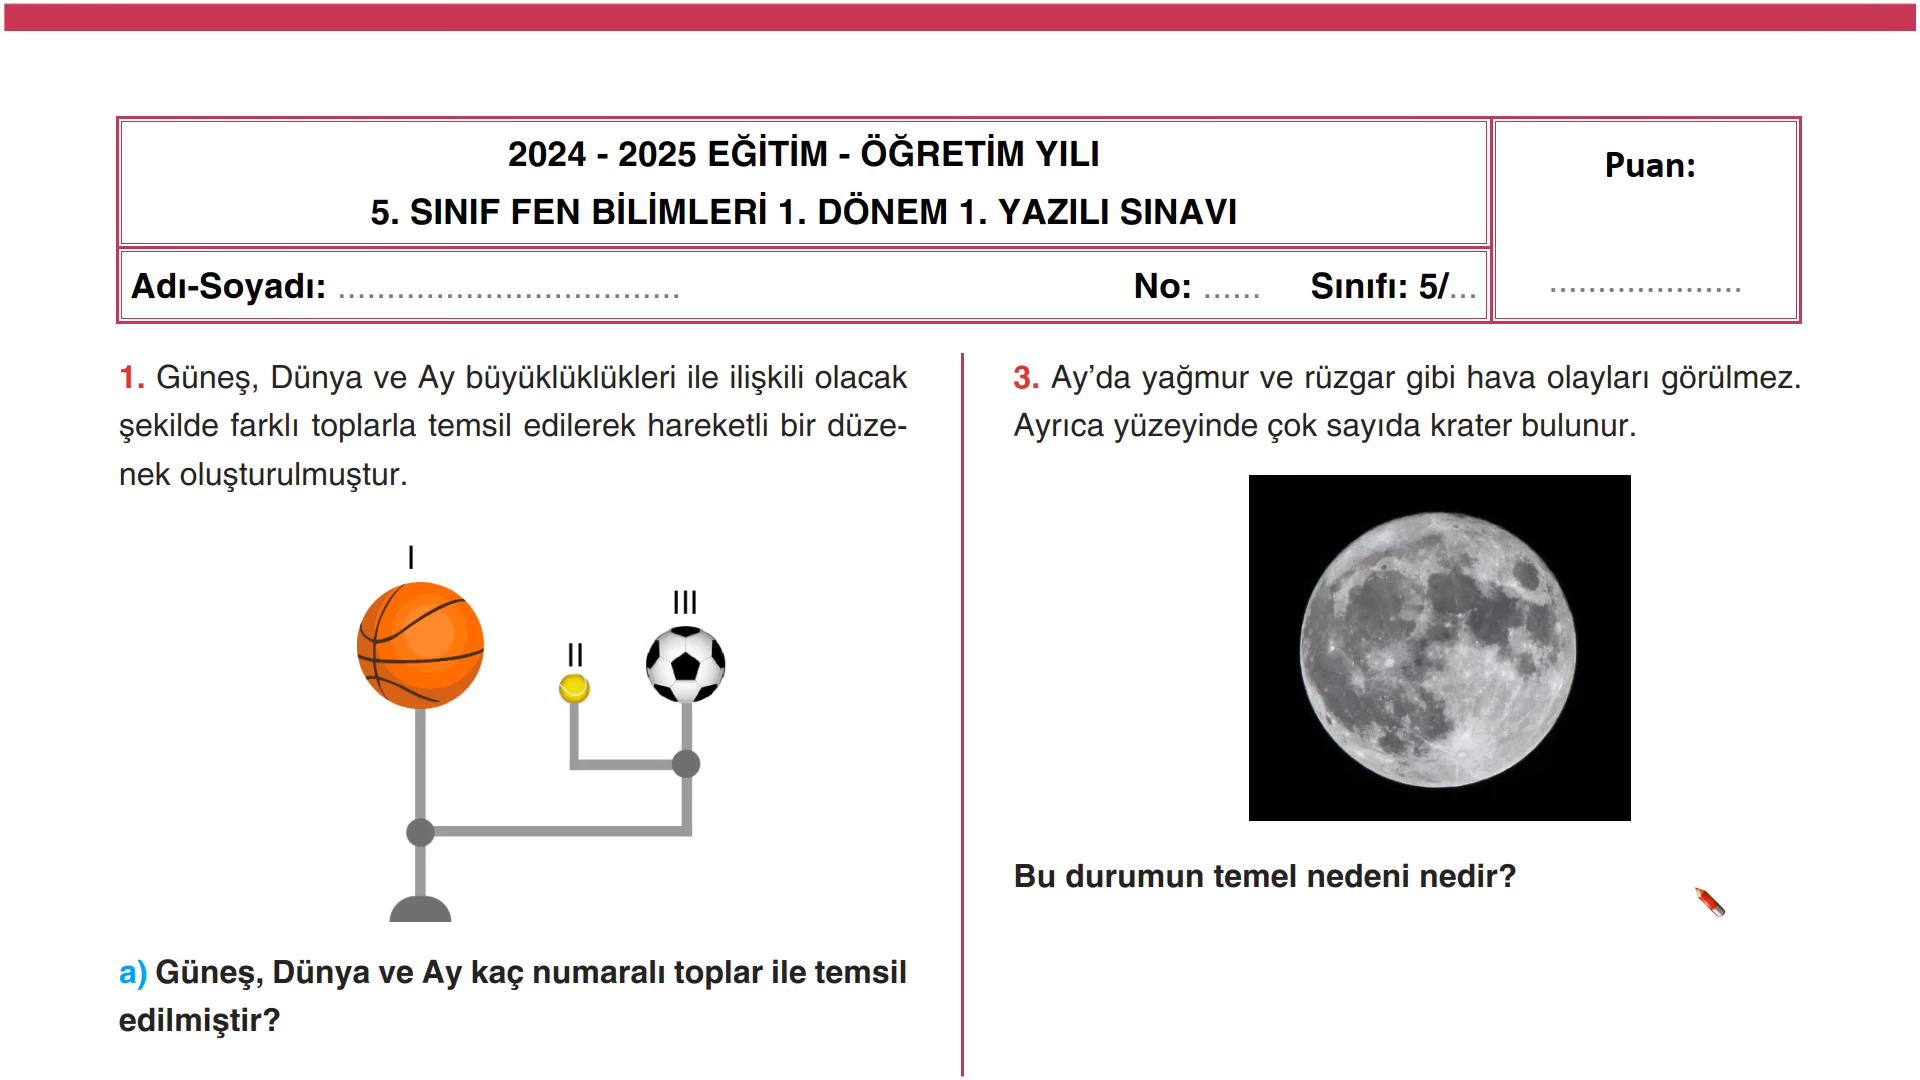 2024 - 2025 EĞİTİM - ÖĞRETİM YILI
5. SINIF FEN BİLİMLERİ 1. DÖNEM 1. YAZILI SINAVI
Puan:
....................
Adı-Soyadı: ................................... No: ...... Sınıfı: 5/...
1. Güneş, Dünya ve Ay büyüklüklükleri ile ilişkili olacak
şekilde farklı toplarla temsil edilerek hareketli bir düze-
nek oluşturulmuştur.
I
II
III
a) Güneş, Dünya ve Ay kaç numaralı toplar ile temsil
edilmiştir?
3. Ay’da yağmur ve rüzgar gibi hava olayları görülmez.
Ayrıca yüzeyinde çok sayıda krater bulunur.
Bu durumun temel nedeni nedir?